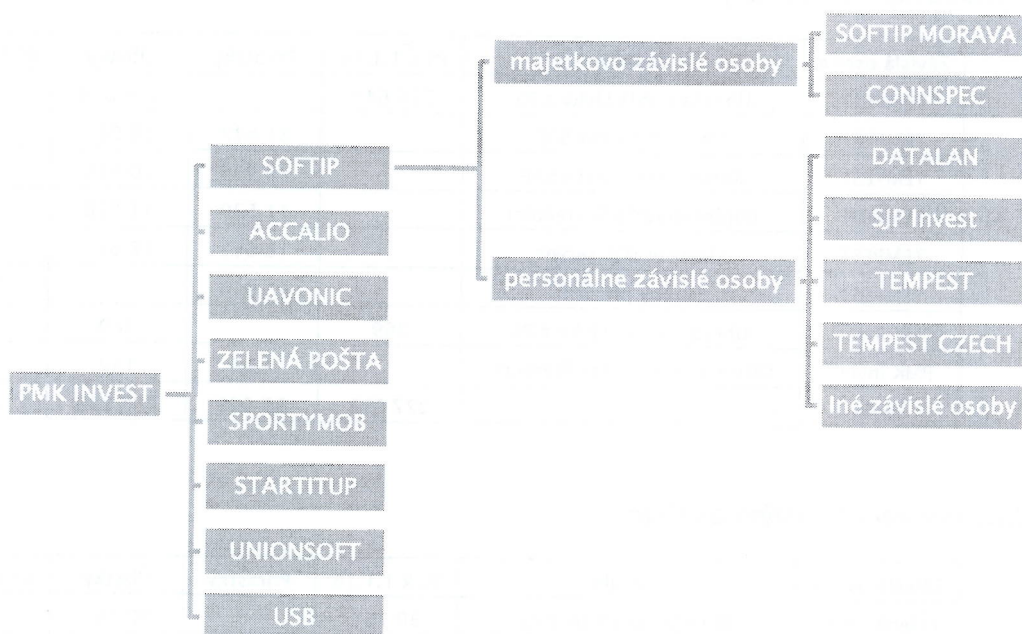 PMK INVEST
SOFTIP
ACCALIO
UAVONIC
ZELENÁ POŠTA
SPORTYMOB
STARTITUP
UNIONSOFT
USB
majetkovo závislé osoby
personálne závislé osoby
SOFTIP MORAVA
CONNSPEC
DATALAN
SJP Invest
TEMPEST
TEMPEST CZECH
Iné závislé osoby